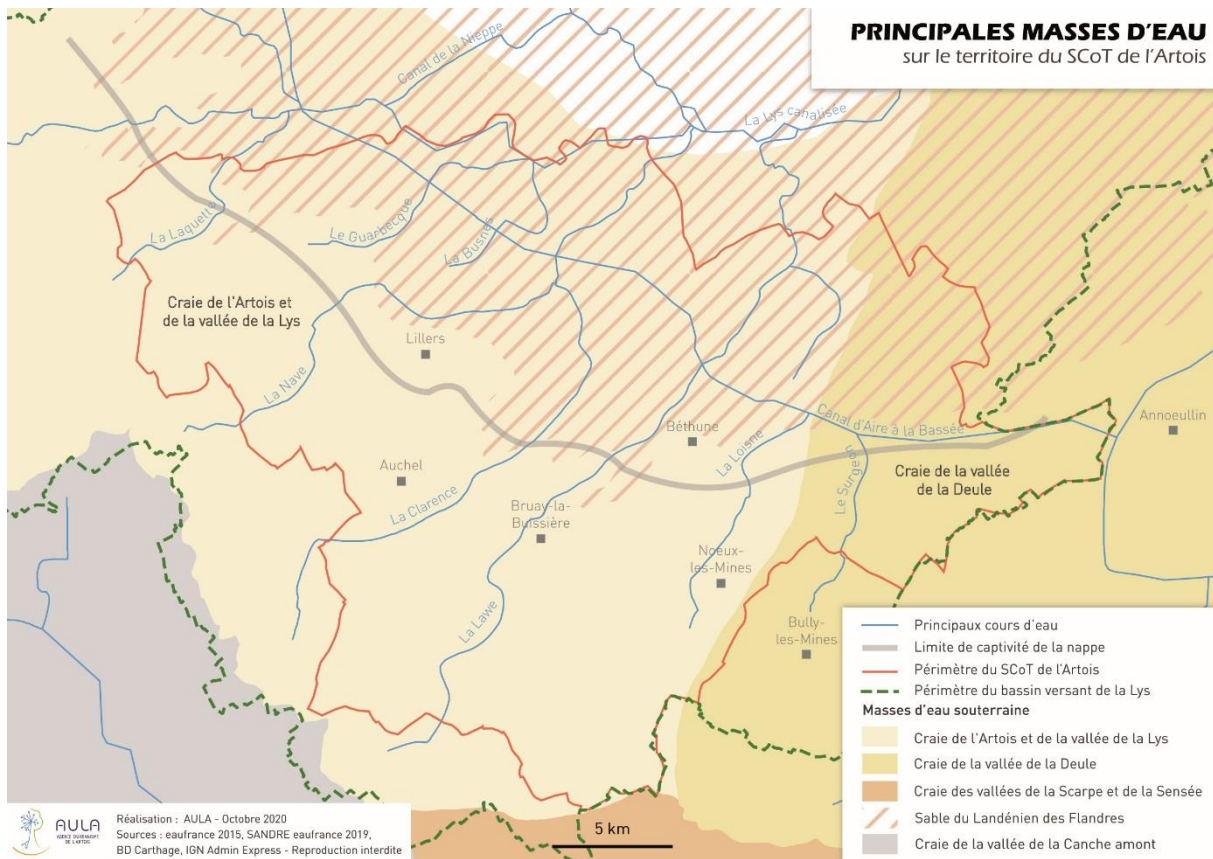 PRINCIPALES MASSES D'EAU
sur le territoire du SCoT de l'Artois
Canal de la Nieppe
La Lys canalisée
La Laquette
Le Guarbecque
La Busnes
Craie de l'Artois et
de la vallée de la Lys
Lillers
La Nave
Béthune
Canal d'Aire à la Bassée
Annoeullin
La Loisne
Le Surgeon
Craie de la vallée
de la Deule
Auchel
La Clarence
Bruay-la-
Buissière
Noeux-
les-Mines
La Lawe
Bully-
les-Mines
Principaux cours d'eau
Limite de captivité de la nappe
Périmètre du SCoT de l'Artois
Périmètre du bassin versant de la Lys
Masses d'eau souterraine
Craie de l'Artois et de la vallée de la Lys
Craie de la vallée de la Deule
Craie des vallées de la Scarpe et de la Sensée
Sable du Landénien des Flandres
Craie de la vallée de la Canche amont
5 km
AULA
AGENCE D'URBANISME
DE L'ARTOIS
Réalisation : AULA - Octobre 2020
Sources : eaufrance 2015, SANDRE eaufrance 2019,
BD Carthage, IGN Admin Express - Reproduction interdite